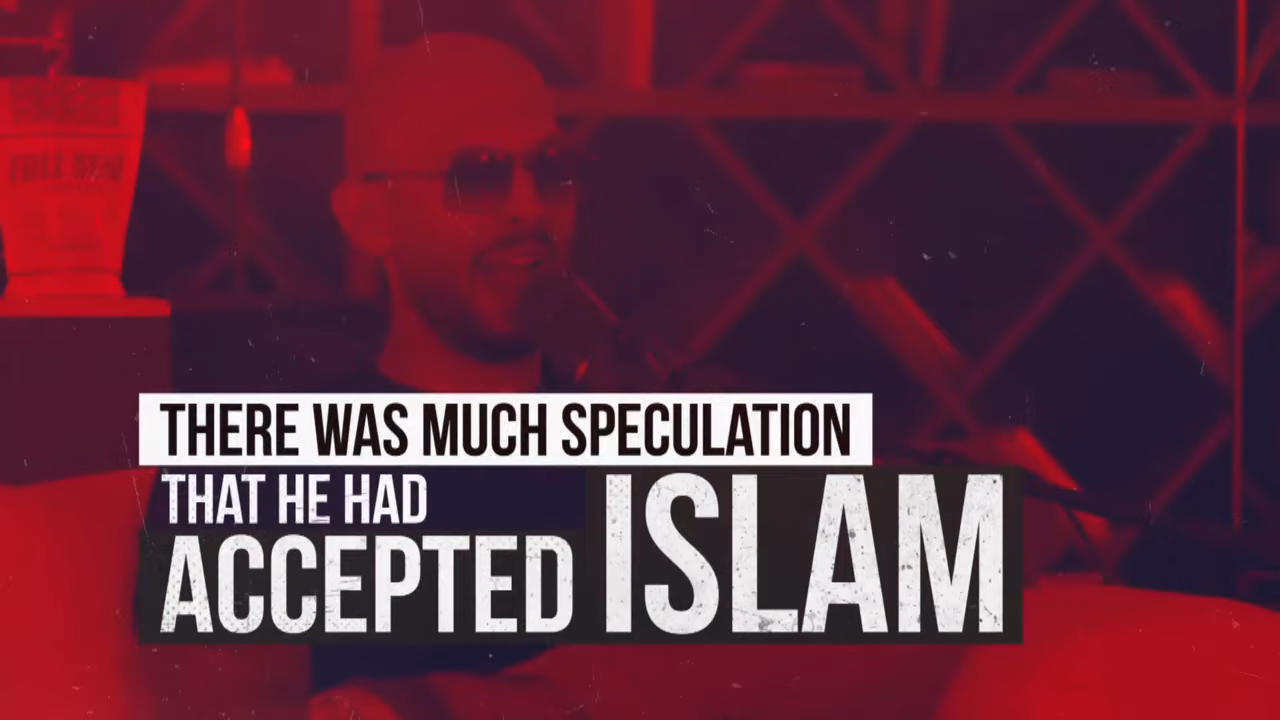 THERE WAS MUCH SPECULATION
THAT HE HAD
ACCEPTED ISLAM